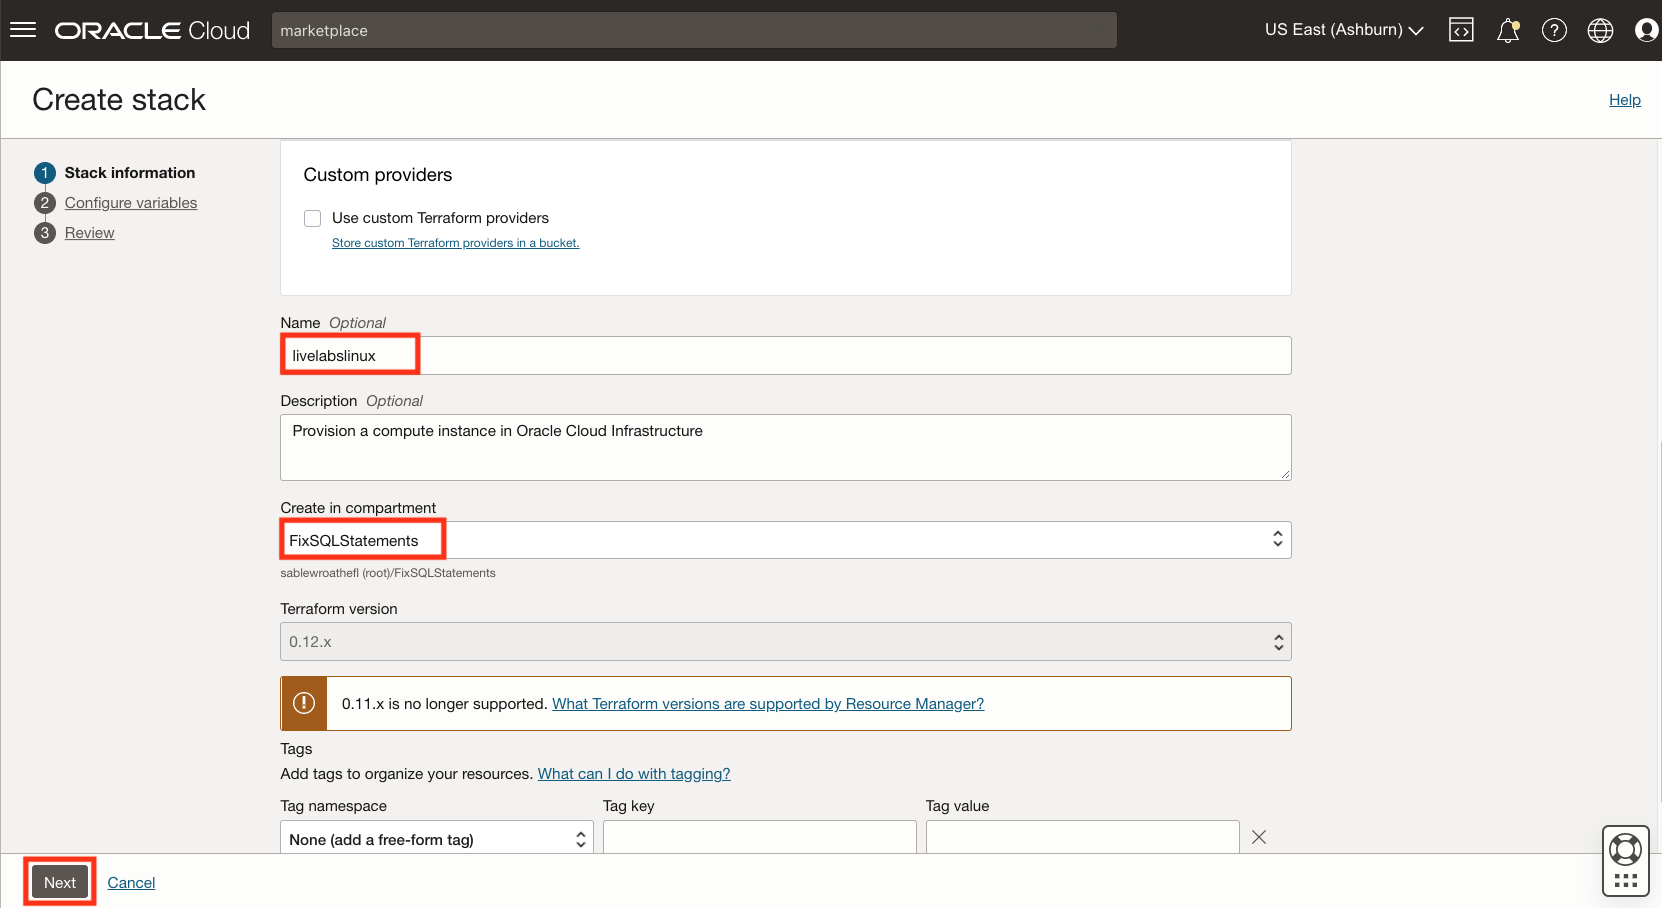 ORACLE Cloud
marketplace
US East (Ashburn)
Create stack
Help
1 Stack information
2 Configure variables
3 Review
Custom providers
Use custom Terraform providers
Store custom Terraform providers in a bucket.
Name Optional
livelabslinux
Description Optional
Provision a compute instance in Oracle Cloud Infrastructure
Create in compartment
FixSQLStatements
sablewroathefl (root)/FixSQLStatements
Terraform version
0.12.x
0.11.x is no longer supported. What Terraform versions are supported by Resource Manager?
Tags
Add tags to organize your resources. What can I do with tagging?
Tag namespace Tag key Tag value
None (add a free-form tag)
Next Cancel